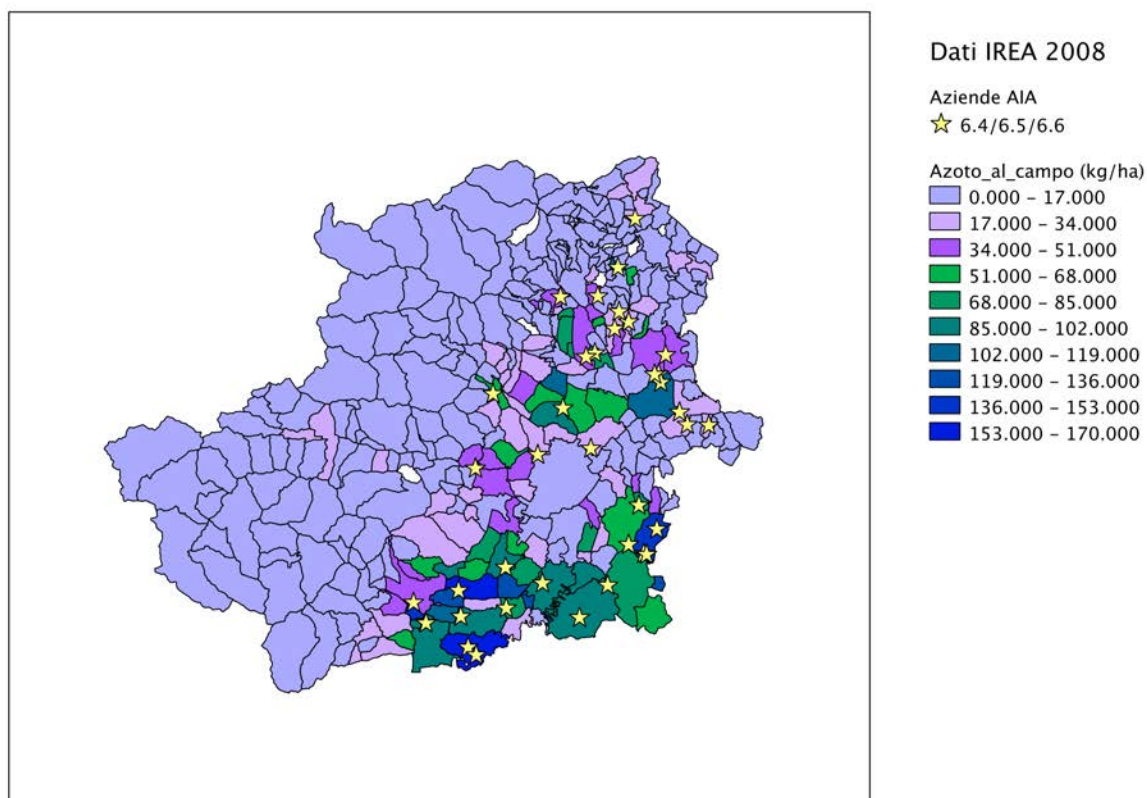 Dati IREA 2008
Aziende AIA
6.4/6.5/6.6
Azoto_al_campo (kg/ha)
0.000 – 17.000
17.000 – 34.000
34.000 – 51.000
51.000 – 68.000
68.000 – 85.000
85.000 – 102.000
102.000 – 119.000
119.000 – 136.000
136.000 – 153.000
153.000 – 170.000